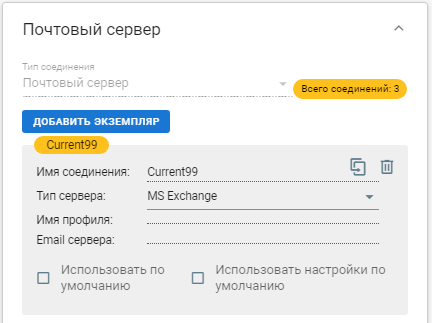 Почтовый сервер
Тип соединения
Почтовый сервер
Всего соединений: 3
ДОБАВИТЬ ЭКЗЕМПЛЯР
Current99
Имя соединения: Current99
Тип сервера: MS Exchange
Имя профиля:
Email сервера:
Использовать по
умолчанию
Использовать настройки по
умолчанию